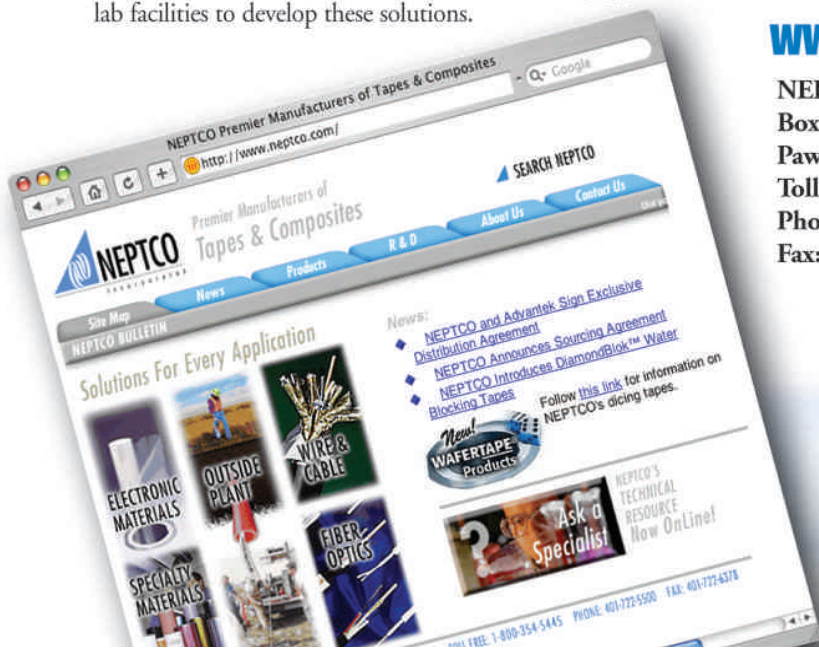 lab facilities to develop these solutions.
NEPTCO Premier Manufacturers of Tapes & Composites
http://www.neptco.com/
Google
SEARCH NEPTCO
NEPTCO
Incorporated
Premier Manufacturers of
Tapes & Composites
Site Map
News
Products
R & D
About Us
Contact Us
NEPTCO BULLETIN
Solutions For Every Application
ELECTRONIC
MATERIALS
OUTSIDE
PLANT
WIRE &
CABLE
SPECIALTY
MATERIALS
FIBER
OPTICS
News:
NEPTCO and Advantek Sign Exclusive
Distribution Agreement
NEPTCO Announces Sourcing Agreement
NEPTCO Introduces DiamondBlok™ Water
Blocking Tapes
New!
WAFERTAPE
Products
Follow this link for information on
NEPTCO's dicing tapes.
?
Ask a
Specialist
NEPTCO'S
TECHNICAL
RESOURCE
Now OnLine!
TOLL FREE: 1-800-354-5445 PHONE: 401-722-5500 FAX: 401-722-6378
Box
Fax: